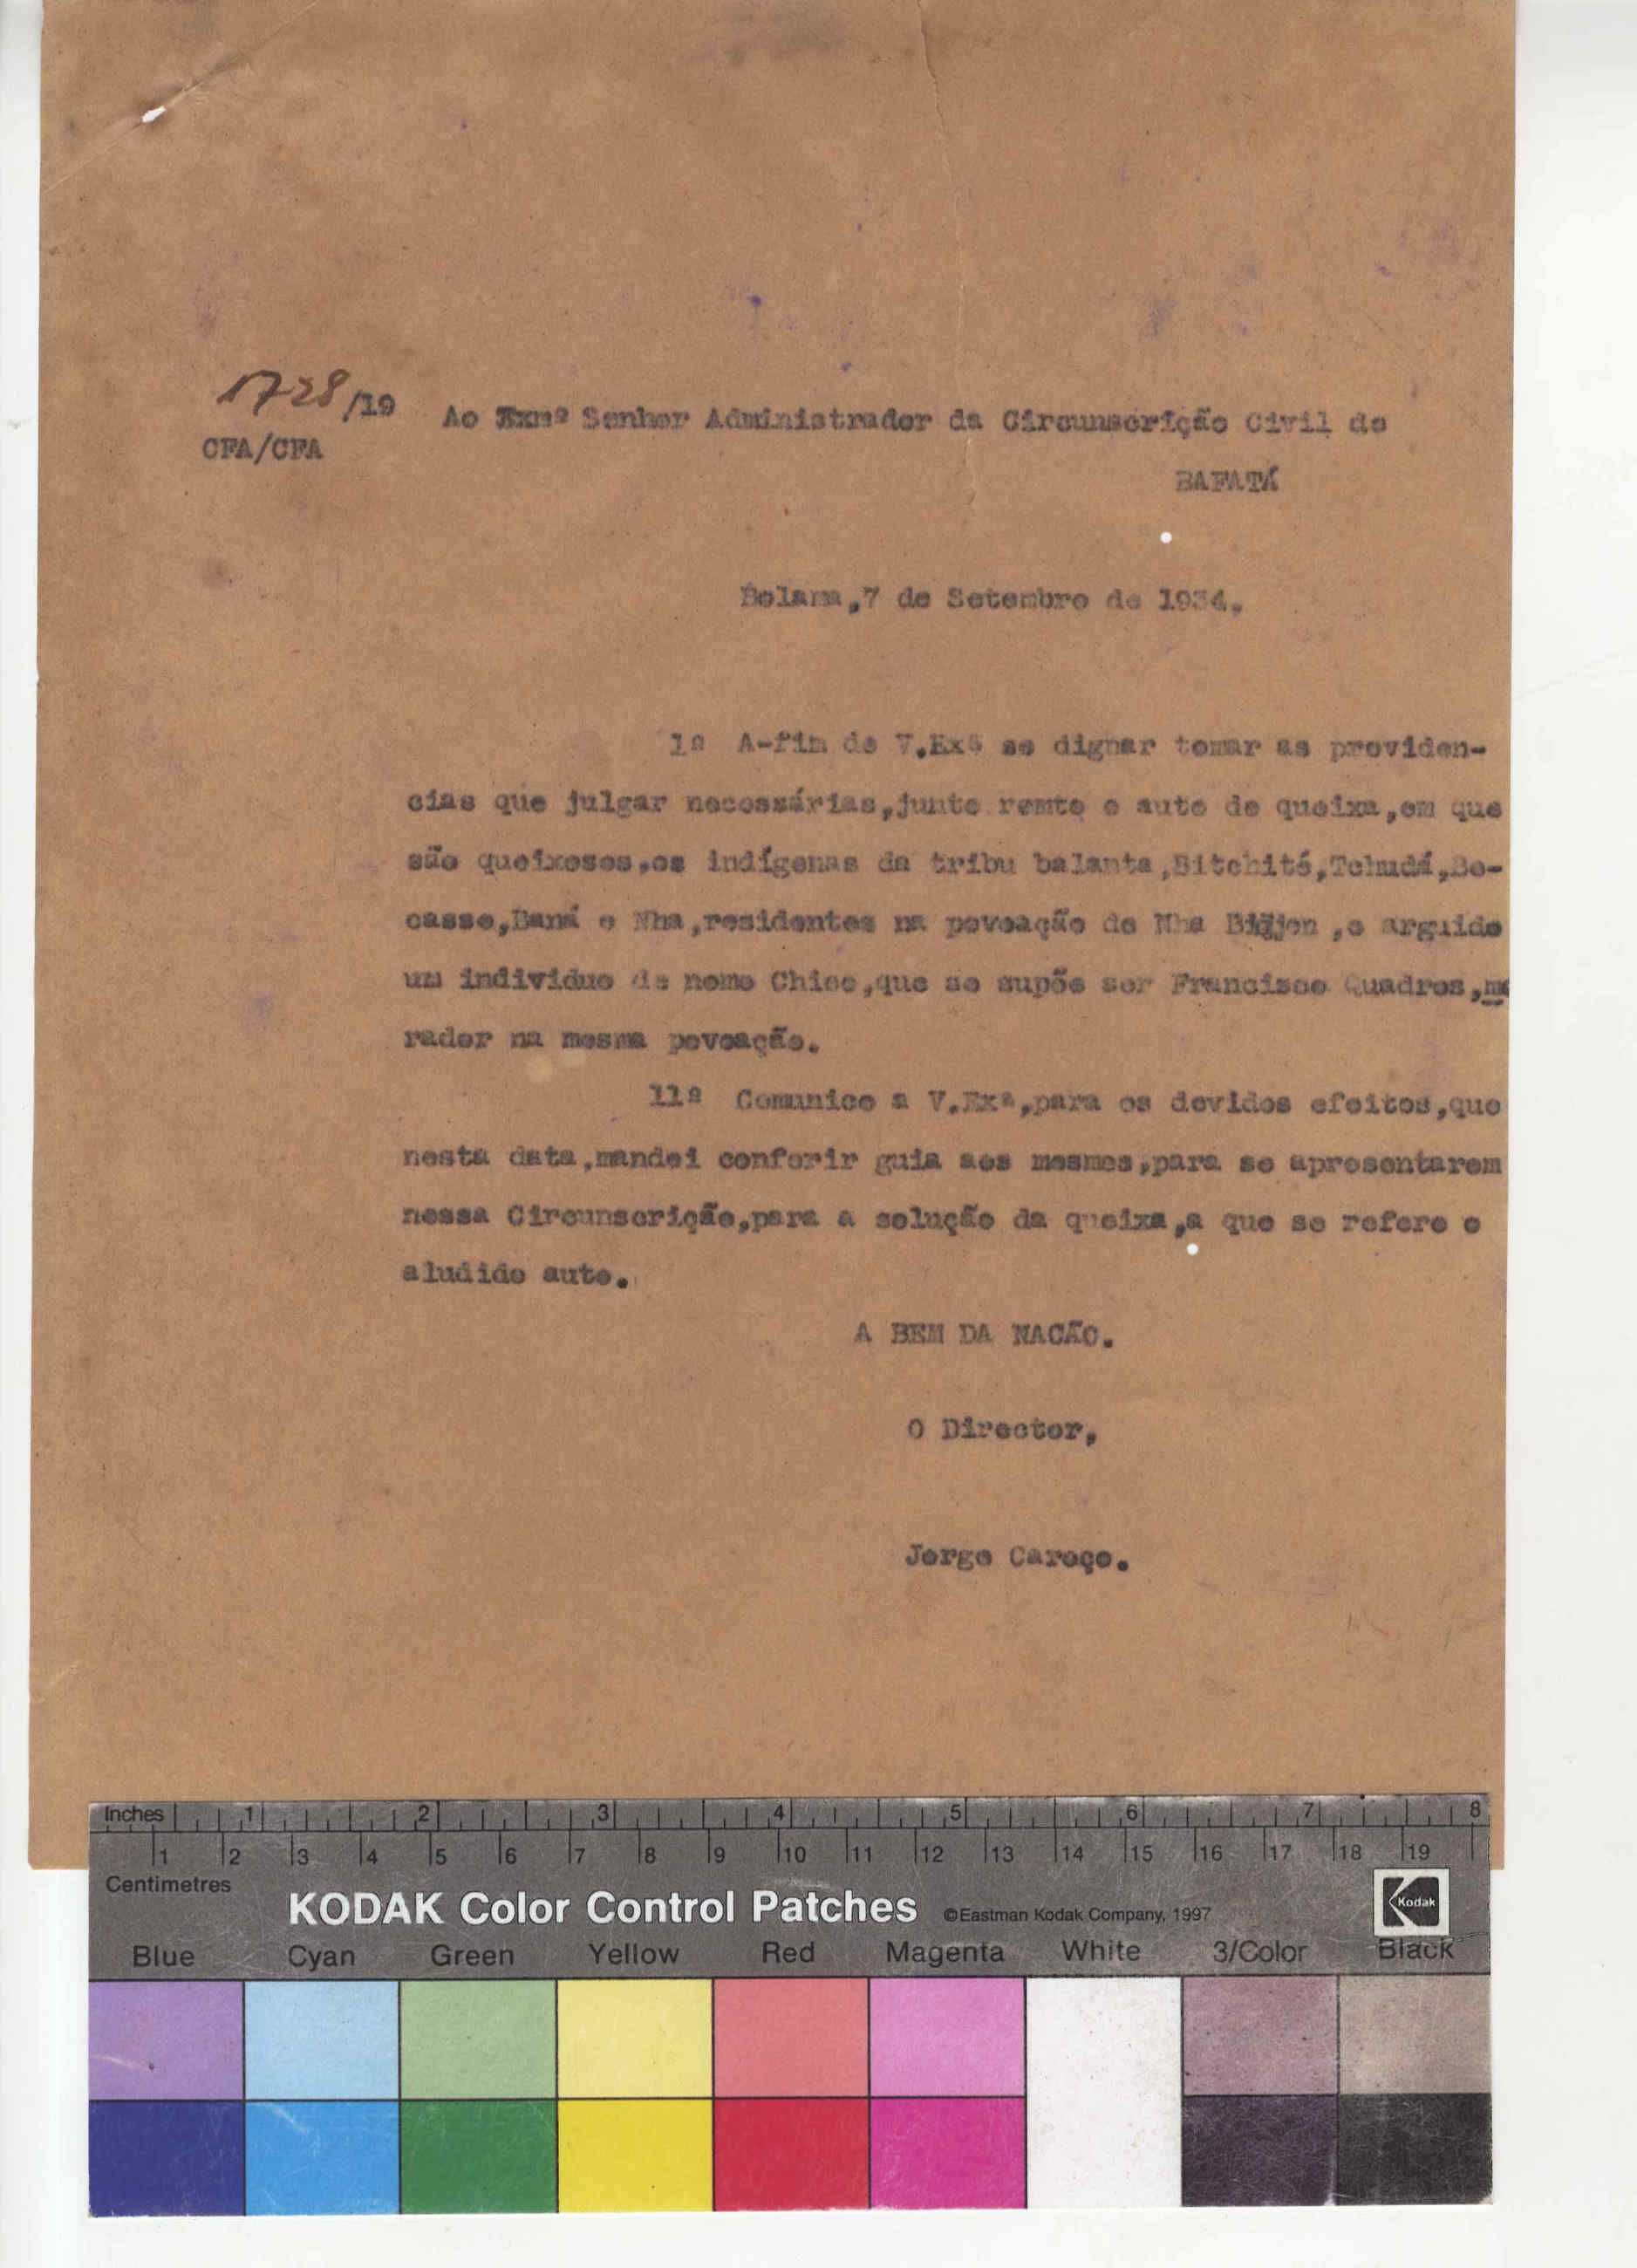 1728/19 Ao Exmº Senhor Administrador da Circunscrição Civil de
CFA/CFA
BAFATÁ
Bolama,7 de Setembro de 1934.
1º A-fim de V.Exª se dignar tomar as providen-
cias que julgar necessárias,junto remto o auto de queixa,em que
são queixosos,os indígenas da tribu balanta,Bitchité,Tchudá,Be-
casse,Baná e Nha,residentes na povoação de Nha Bijjon,e arguido
um individuo de nome Chico,que se supõe ser Francisco Quadros,mo
rador na mesma povoação.
11º Comunico a V.Exª,para os devidos efeitos,que
nesta data,mandei conferir guia aos mesmos,para se apresentarem
nessa Circunscrição,para a solução da queixa,a que se refere o
aludido auto.
A BEM DA NACÃO.
O Director,
Jorge Caroço.
Inches 1 2 3 4 5 6 7 8
1 2 3 4 5 6 7 8 9 10 11 12 13 14 15 16 17 18 19
Centimetres
KODAK Color Control Patches ©Eastman Kodak Company, 1997 Kodak
Blue Cyan Green Yellow Red Magenta White 3/Color Black